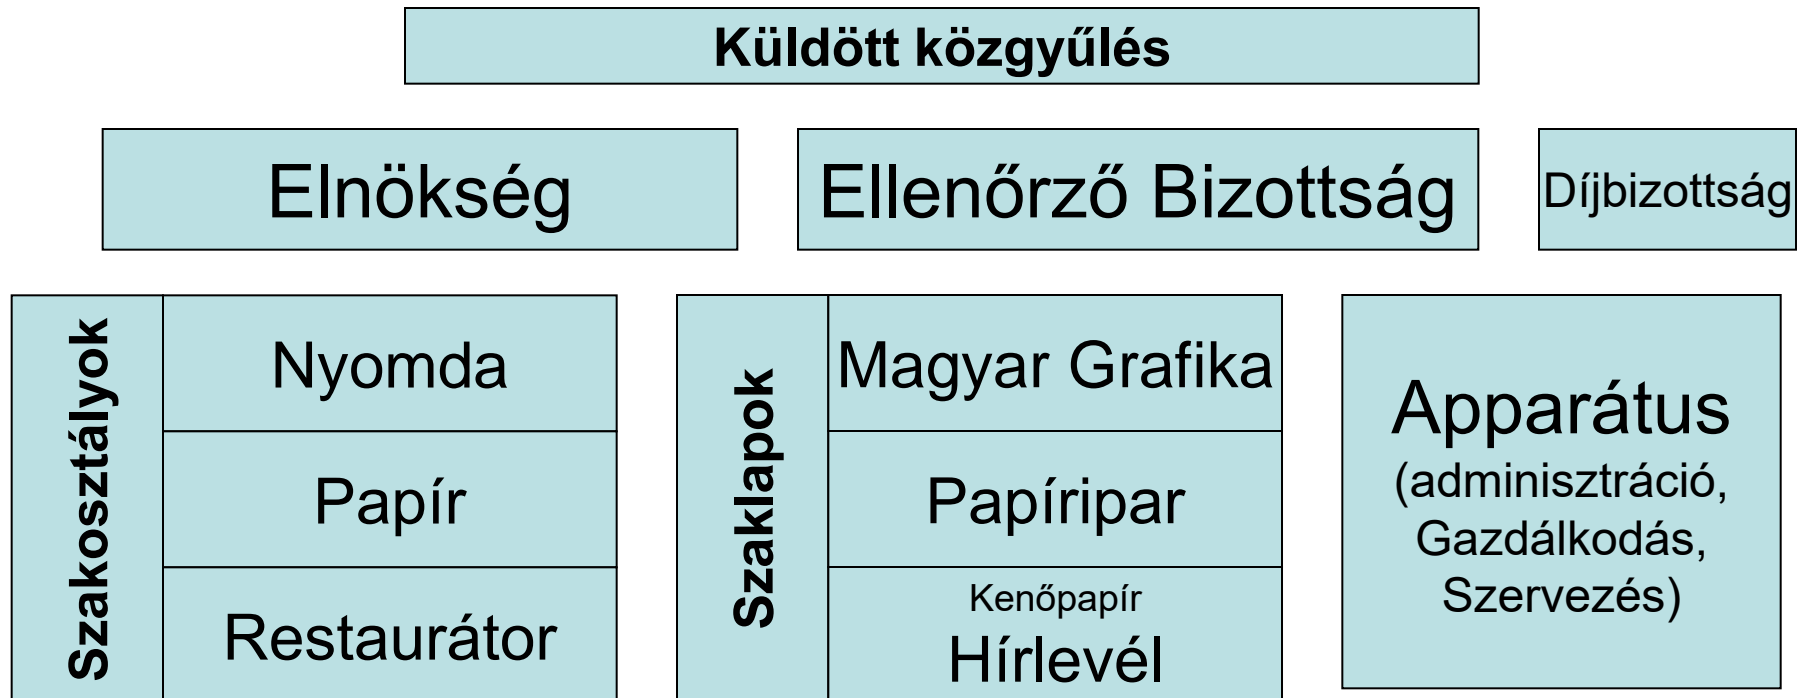 Küldött közgyűlés
Elnökség
Ellenőrző Bizottság
Díjbizottság
Szakosztályok
Nyomda
Papír
Restaurátor
Szaklapok
Magyar Grafika
Papíripar
Kenőpapír
Hírlevél
Apparátus
(adminisztráció,
Gazdálkodás,
Szervezés)